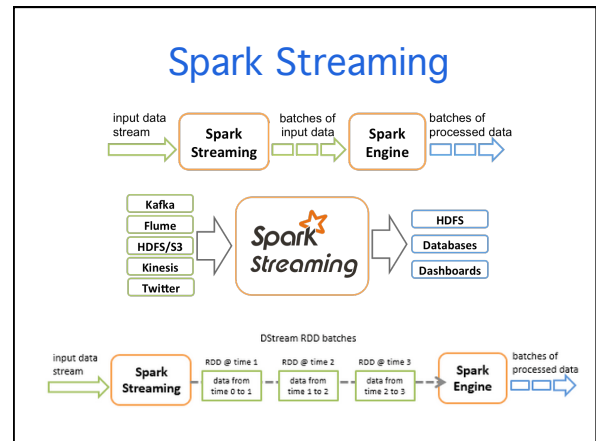 Spark Streaming
input data
stream
Spark
Streaming
batches of
input data
Spark
Engine
batches of
processed data
Kafka
Flume
HDFS/S3
Kinesis
Twitter
Spark
Streaming
HDFS
Databases
Dashboards
DStream RDD batches
input data
stream
Spark
Streaming
RDD @ time 1
data from
time 0 to 1
RDD @ time 2
data from
time 1 to 2
RDD @ time 3
data from
time 2 to 3
Spark
Engine
batches of
processed data